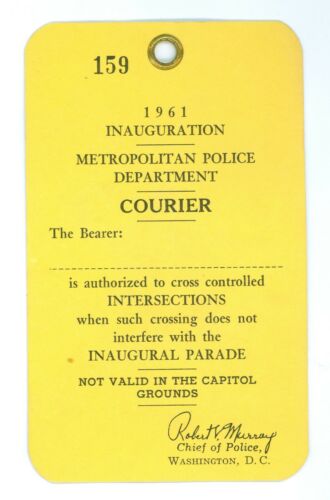 159
1961
INAUGURATION
METROPOLITAN POLICE
DEPARTMENT
COURIER
The Bearer:
is authorized to cross controlled
INTERSECTIONS
when such crossing does not
interfere with the
INAUGURAL PARADE
NOT VALID IN THE CAPITOL
GROUNDS
Robert V. Murray
Chief of Police,
WASHINGTON, D. C.